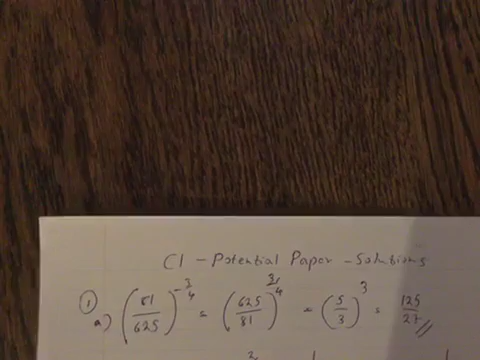 C1 - Potential Paper - Solutions
① a) (81/625)^-3/4 = (625/81)^3/4 = (5/3)^3 = 125/27 //